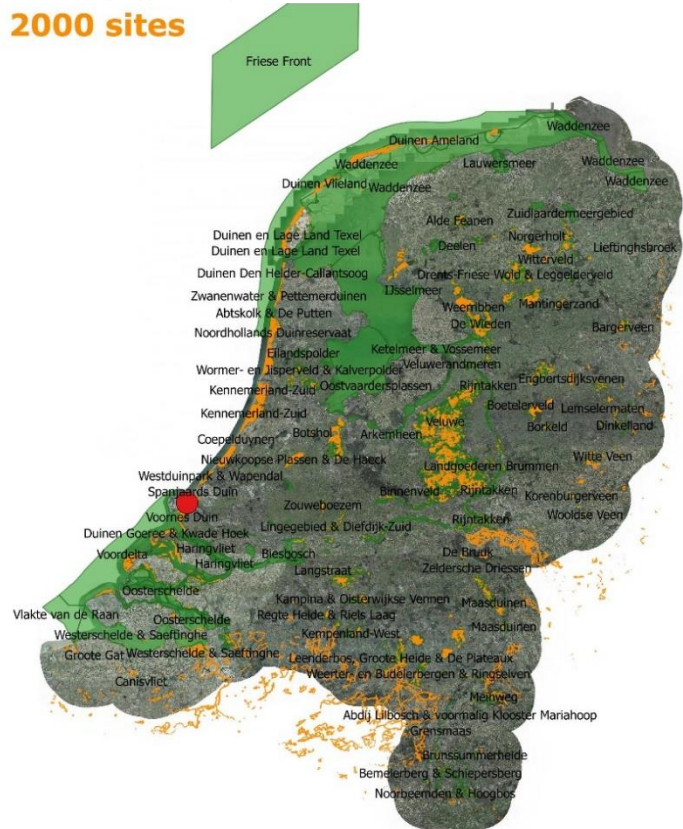 2000 sites
Friese Front
Waddenzee
Duinen Ameland
Waddenzee
Lauwersmeer
Waddenzee
Duinen Vlieland
Waddenzee
Waddenzee
Alde Feanen
Zuidlaardermeergebied
Duinen en Lage Land Texel
Norgerholt
Deelen
Lieftinghsbroek
Duinen en Lage Land Texel
Witterveld
Duinen Den Helder-Callantsoog
Drents-Friese Wold & Leggelderveld
IJsselmeer
Zwanenwater & Pettemerduinen
Weerribben
Mantingerzand
Abtskolk & De Putten
De Wieden
Bargerveen
Noordhollands Duinreservaat
Eilandspolder
Ketelmeer & Vossemeer
Wormer- en Jisperveld & Kalverpolder
Veluwerandmeren
Engbertsdijksvenen
Kennemerland-Zuid
Oostvaardersplassen
Rijntakken
Boetelerveld
Lemselermaten
Kennemerland-Zuid
Veluwe
Borkeld
Dinkelland
Coepelduynen
Botshol
Arkemheen
Nieuwkoopse Plassen & De Haeck
Witte Veen
Westduinpark & Wapendal
Landgoederen Brummen
Spanjaards Duin
Binnenveld
Rijntakken
Korenburgerveen
Zouweboezem
Wooldse Veen
Voornes Duin
Rijntakken
Duinen Goeree & Kwade Hoek
Lingegebied & Diefdijk-Zuid
Voordelta
Haringvliet
Biesbosch
De Bruuk
Haringvliet
Langstraat
Zeldersche Driessen
Oosterschelde
Kampina & Oisterwijkse Vennen
Maasduinen
Vlakte van de Raan
Oosterschelde
Regte Heide & Riels Laag
Maasduinen
Westerschelde & Saeftinghe
Kempenland-West
Groote Gat
Westerschelde & Saeftinghe
Leenderbos, Groote Heide & De Plateaux
Canisvliet
Weerter- en Budelerbergen & Ringselven
Meinweg
Abdij Lilbosch & voormalig Klooster Mariahoop
Grensmaas
Brunssummerheide
Bemelerberg & Schiepersberg
Noorbeemden & Hoogbos